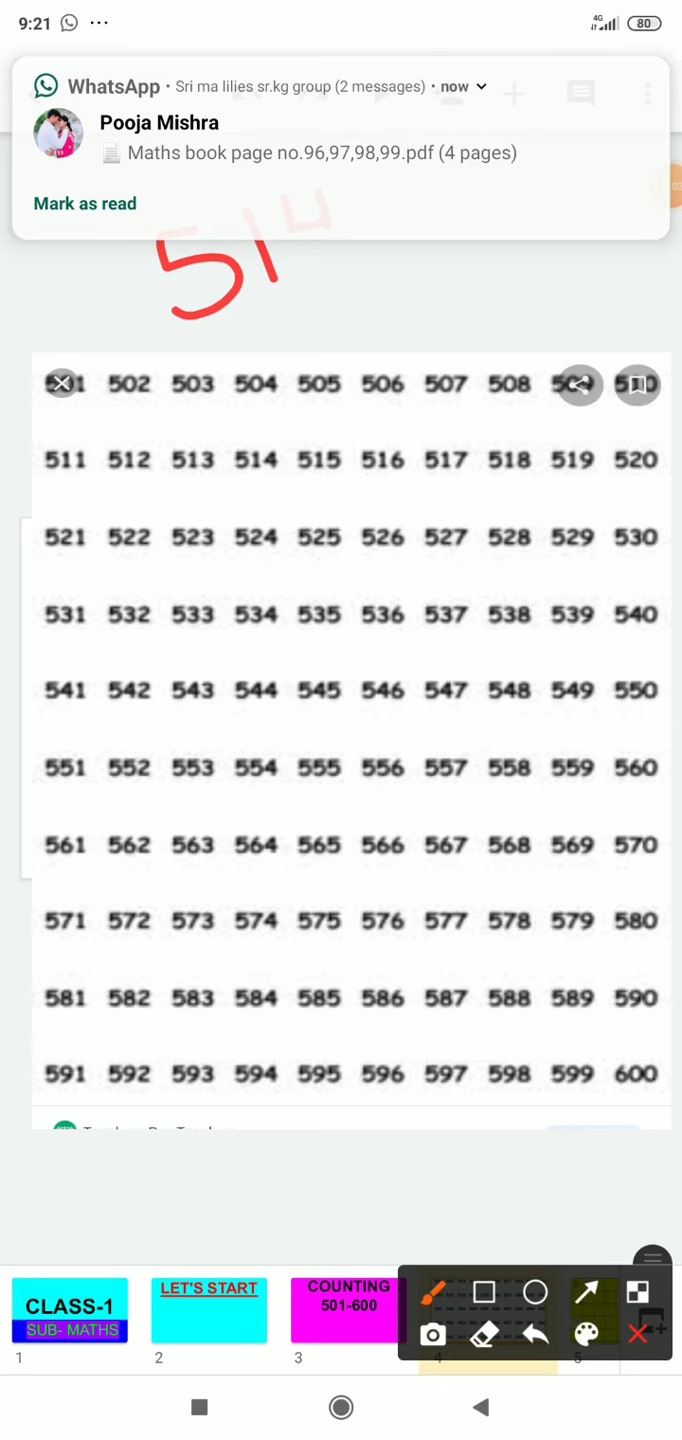 9:21 ...
4G 80
WhatsApp • Sri ma lilies sr.kg group (2 messages) • now
Pooja Mishra
Maths book page no.96,97,98,99.pdf (4 pages)
Mark as read
514
501 502 503 504 505 506 507 508 509 510
511 512 513 514 515 516 517 518 519 520
521 522 523 524 525 526 527 528 529 530
531 532 533 534 535 536 537 538 539 540
541 542 543 544 545 546 547 548 549 550
551 552 553 554 555 556 557 558 559 560
561 562 563 564 565 566 567 568 569 570
571 572 573 574 575 576 577 578 579 580
581 582 583 584 585 586 587 588 589 590
591 592 593 594 595 596 597 598 599 600
CLASS-1
SUB- MATHS
LET'S START
COUNTING
501-600
1 2 3 4 5